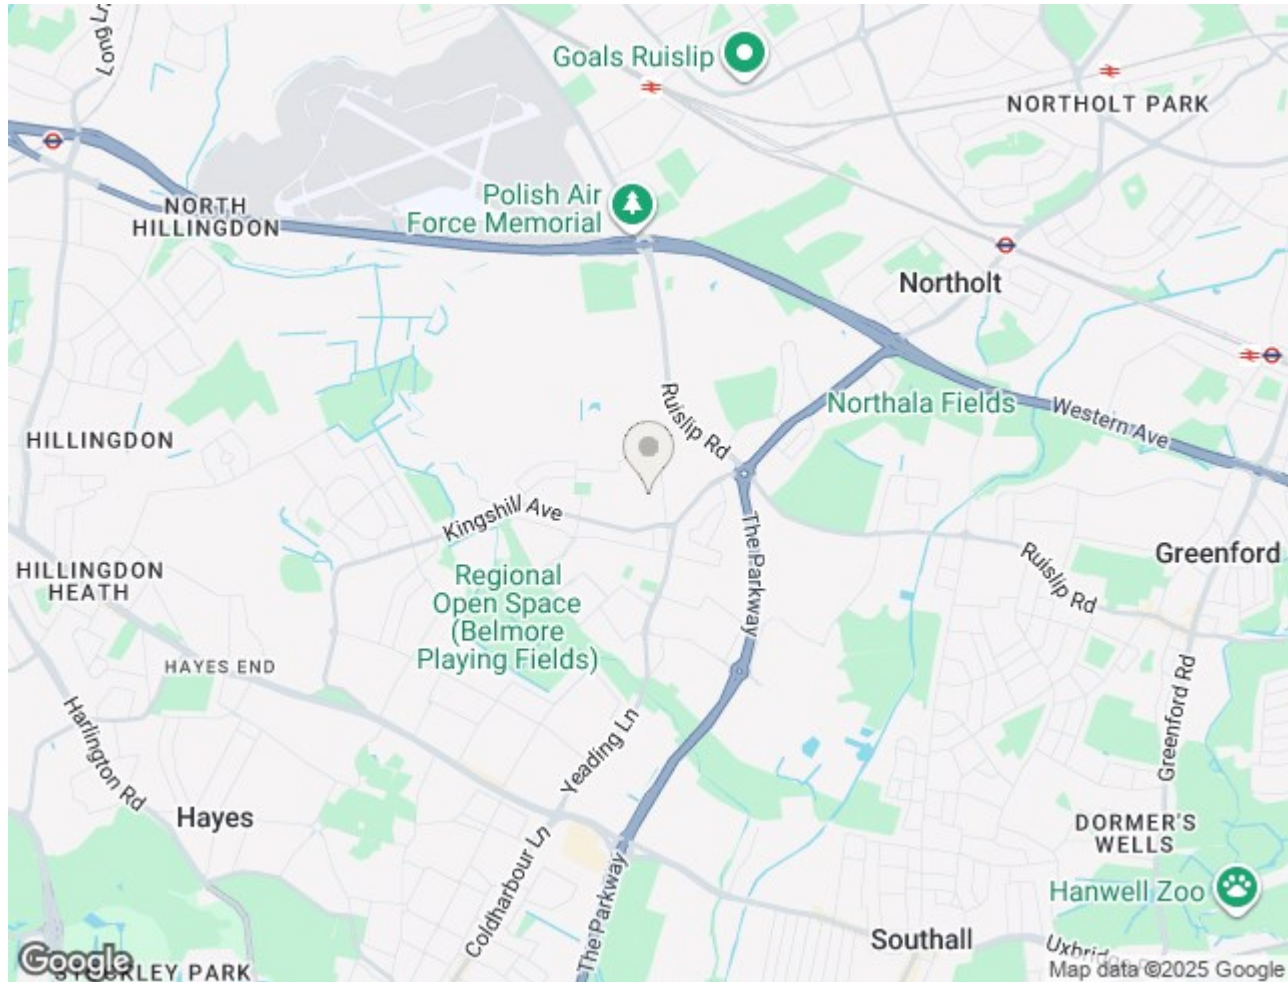 Long Ln
Goals Ruislip
NORTHOLT PARK
Polish Air
Force Memorial
NORTH
HILLINGDON
Northolt
Ruislip Rd
Northala Fields
Western Ave
HILLINGDON
Kingshill Ave
The Parkway
Ruislip Rd
Greenford
HILLINGDON
HEATH
Regional
Open Space
(Belmore
Playing Fields)
HAYES END
Harlington Rd
Yeading Ln
Greenford Rd
Hayes
Coldharbour Ln
The Parkway
DORMER'S
WELLS
Hanwell Zoo
Southall
Google
STOCKLEY PARK
Map data ©2025 Google